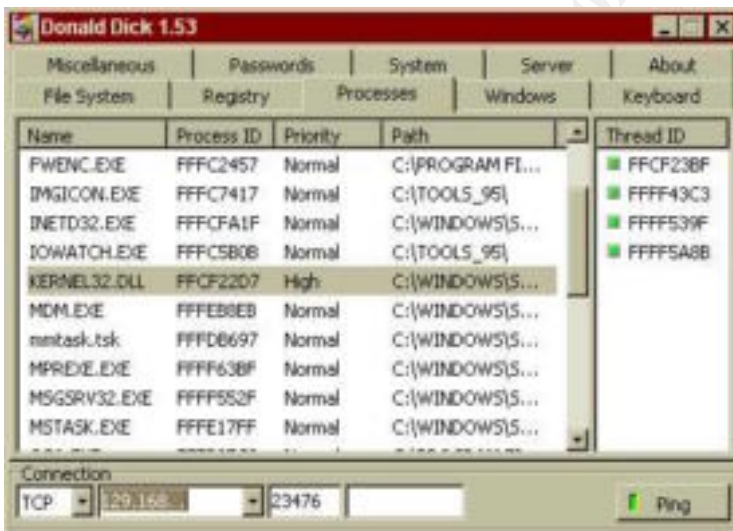 Donald Dick 1.53
Miscellaneous Passwords System Server About
File System Registry Processes Windows Keyboard
Name Process ID Priority Path Thread ID
FWENC.EXE FFFC2457 Normal C:\PROGRAM FI... FFCF23BF
IMGICON.EXE FFFC7417 Normal C:\TOOLS_95\ FFFF43C3
INETD32.EXE FFFCFA1F Normal C:\WINDOWS\S... FFFF539F
IOWATCH.EXE FFFC5B0B Normal C:\TOOLS_95\ FFFF5A8B
KERNEL32.DLL FFCF22D7 High C:\WINDOWS\S...
MDM.EXE FFFEB8EB Normal C:\WINDOWS\S...
mmtask.tsk FFFDB697 Normal C:\WINDOWS\S...
MPREXE.EXE FFFF63BF Normal C:\WINDOWS\S...
MSGSRV32.EXE FFFF552F Normal C:\WINDOWS\S...
MSTASK.EXE FFFE17FF Normal C:\WINDOWS\S...
Connection
TCP 129.168. 23476 Ping